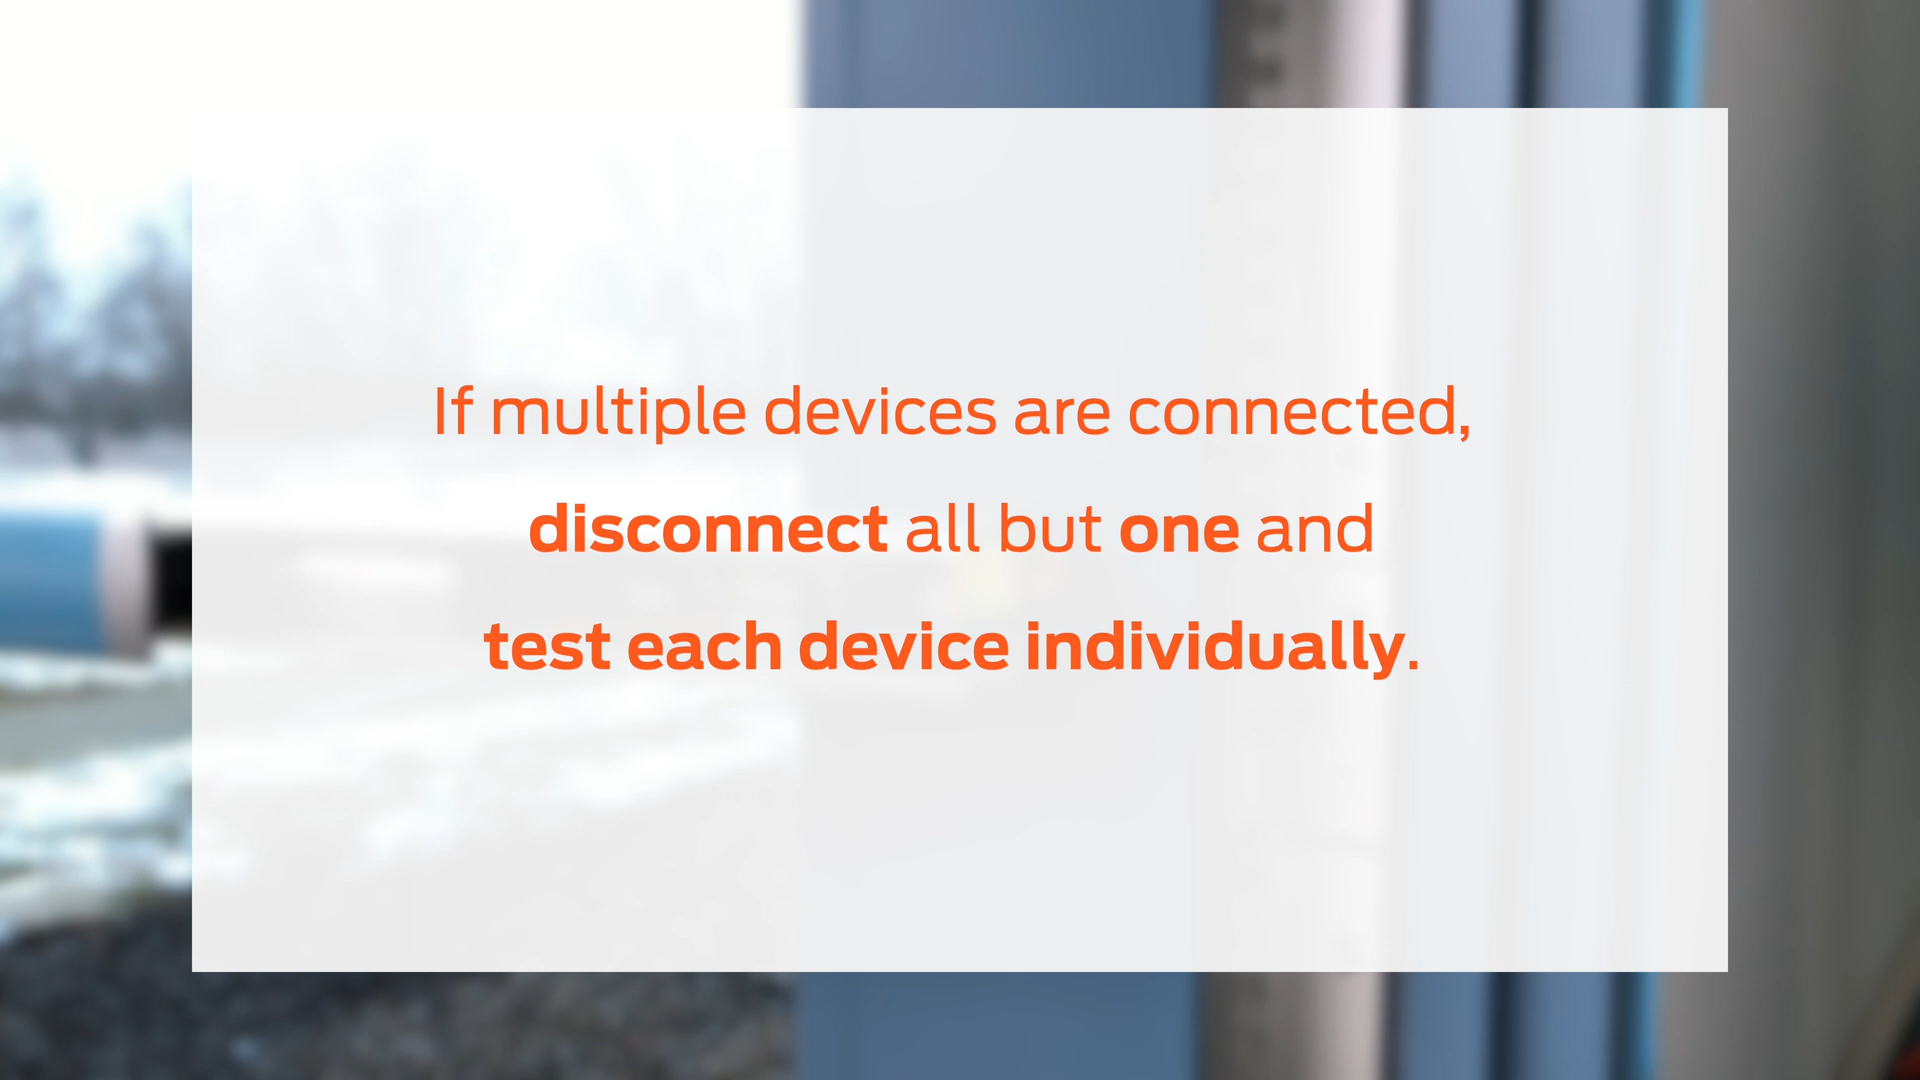 If multiple devices are connected,
disconnect all but one and
test each device individually.